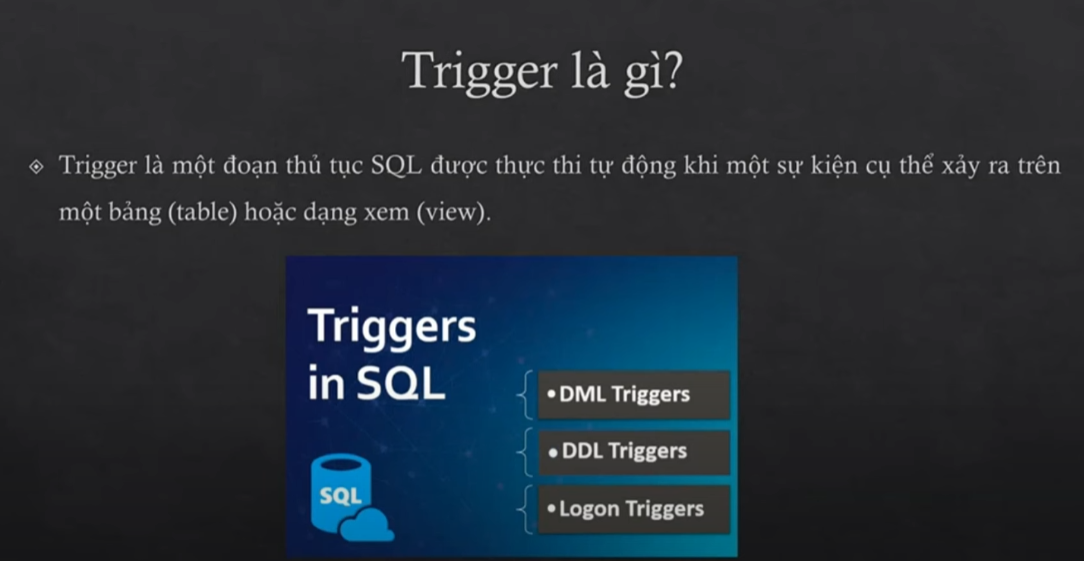 Trigger là gì?
Trigger là một đoạn thủ tục SQL được thực thi tự động khi một sự kiện cụ thể xảy ra trên
một bảng (table) hoặc dạng xem (view).
Triggers
in SQL
• DML Triggers
• DDL Triggers
• Logon Triggers
SQL